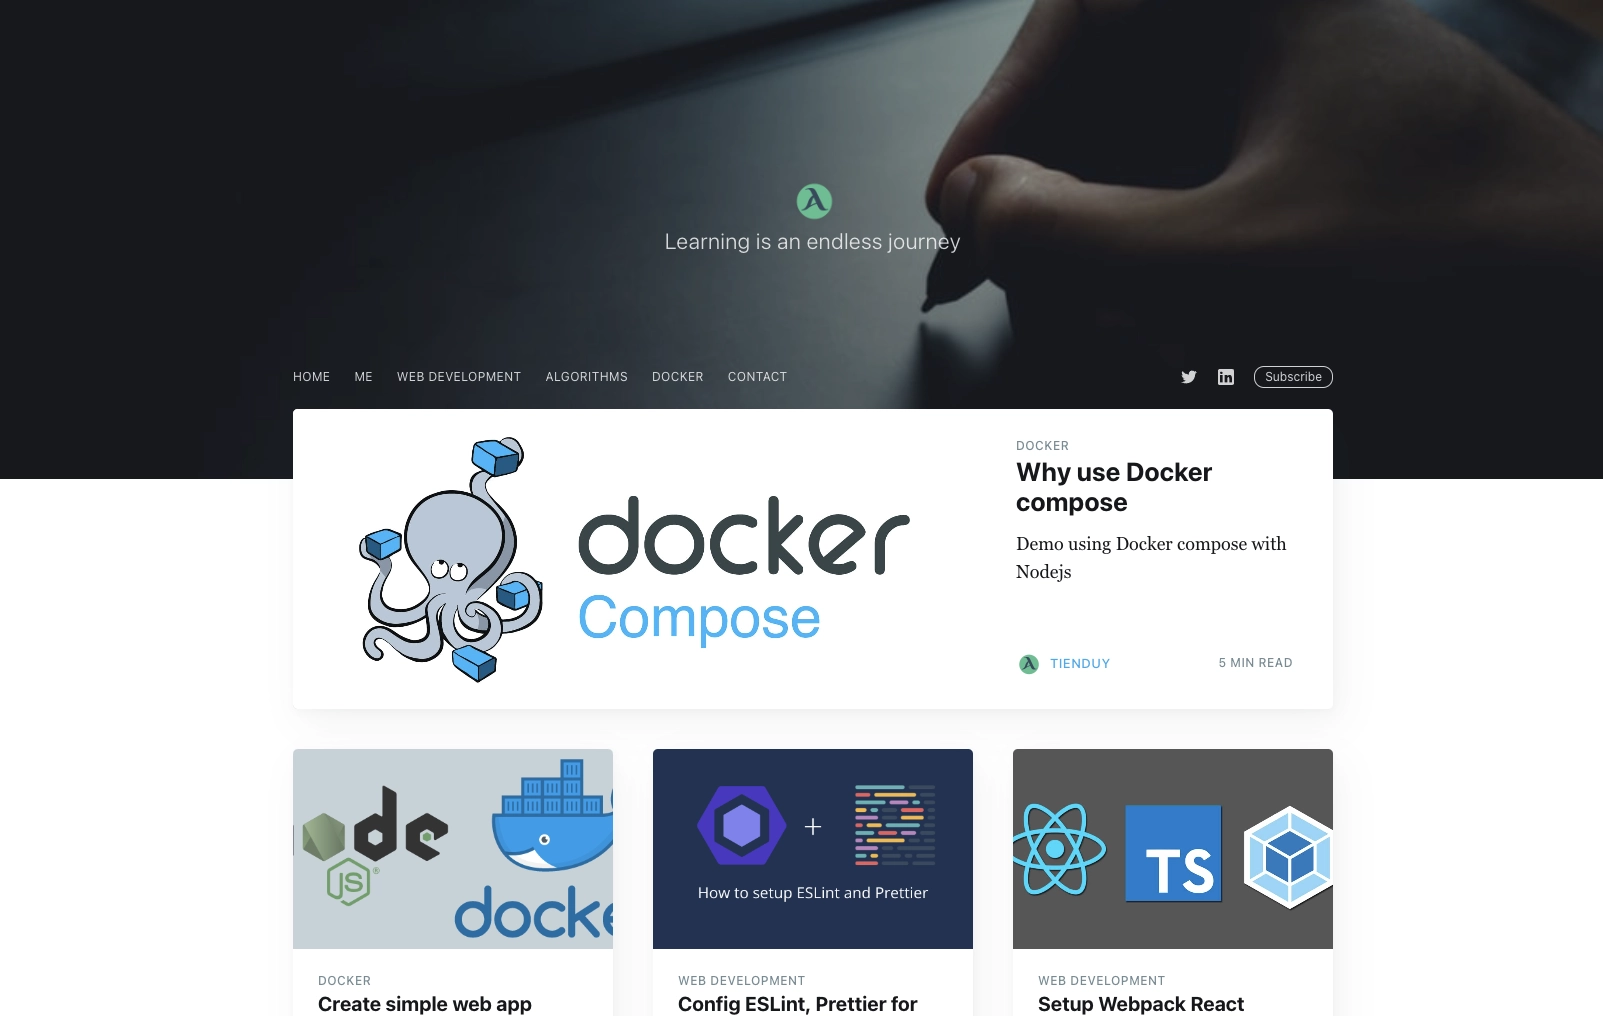 Learning is an endless journey
HOME ME WEB DEVELOPMENT ALGORITHMS DOCKER CONTACT
Subscribe
docker
Compose
DOCKER
Why use Docker
compose
Demo using Docker compose with
Nodejs
TIENDUY
5 MIN READ
node
JS
docke
How to setup ESLint and Prettier
TS
DOCKER
Create simple web app
WEB DEVELOPMENT
Config ESLint, Prettier for
WEB DEVELOPMENT
Setup Webpack React